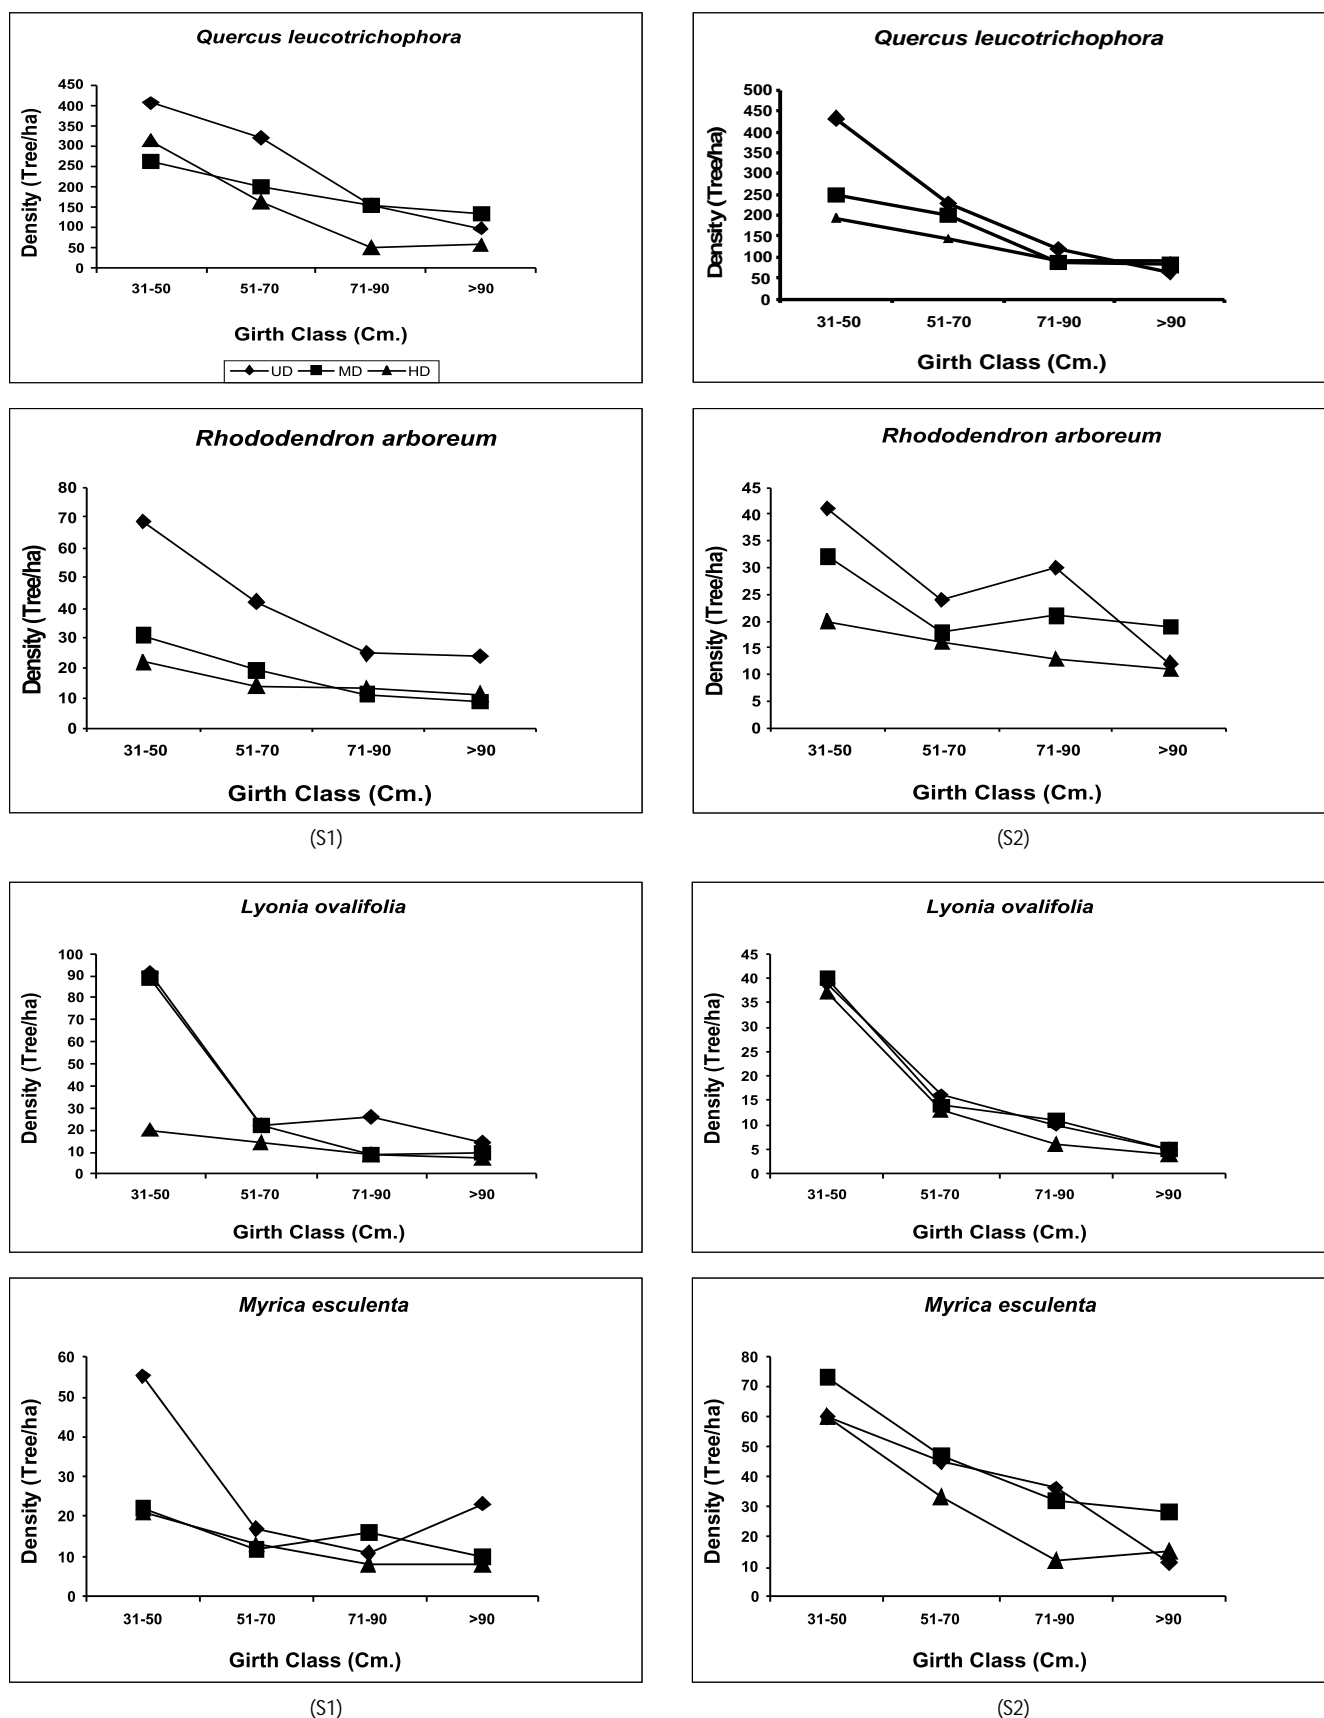 Quercus leucotrichophora
Density (Tree/ha)
450
400
350
300
250
200
150
100
50
0
31-50 51-70 71-90 >90
Girth Class (Cm.)
UD MD HD
Quercus leucotrichophora
Density (Tree/ha)
500
450
400
350
300
250
200
150
100
50
0
31-50 51-70 71-90 >90
Girth Class (Cm.)
Rhododendron arboreum
Density (Tree/ha)
80
70
60
50
40
30
20
10
0
31-50 51-70 71-90 >90
Girth Class (Cm.)
(S1)
Rhododendron arboreum
Density (Tree/ha)
45
40
35
30
25
20
15
10
5
0
31-50 51-70 71-90 >90
Girth Class (Cm.)
(S2)
Lyonia ovalifolia
Density (Tree/ha)
100
90
80
70
60
50
40
30
20
10
0
31-50 51-70 71-90 >90
Girth Class (Cm.)
Lyonia ovalifolia
Density (Tree/ha)
45
40
35
30
25
20
15
10
5
0
31-50 51-70 71-90 >90
Girth Class (Cm.)
Myrica esculenta
Density (Tree/ha)
60
50
40
30
20
10
0
31-50 51-70 71-90 >90
Girth Class (Cm.)
(S1)
Myrica esculenta
Density (Tree/ha)
80
70
60
50
40
30
20
10
0
31-50 51-70 71-90 >90
Girth Class (Cm.)
(S2)